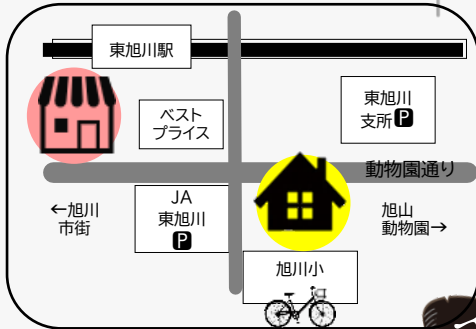 東旭川駅
ベスト
プライス
東旭川
支所P
動物園通り
←旭川
市街
JA
東旭川
P
旭山
動物園→
旭川小